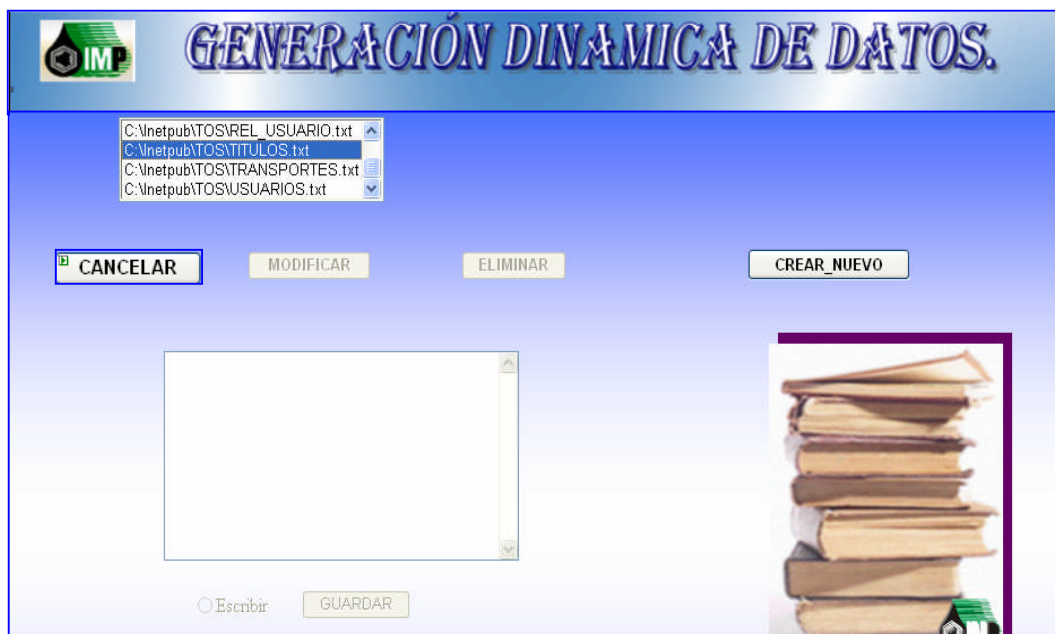 IMP
GENERACIÓN DINAMICA DE DATOS.
C:\Inetpub\TOS\REL_USUARIO.txt
C:\Inetpub\TOS\TITULOS.txt
C:\Inetpub\TOS\TRANSPORTES.txt
C:\Inetpub\TOS\USUARIOS.txt
CANCELAR
MODIFICAR
ELIMINAR
CREAR_NUEVO
Escribir
GUARDAR
IMP